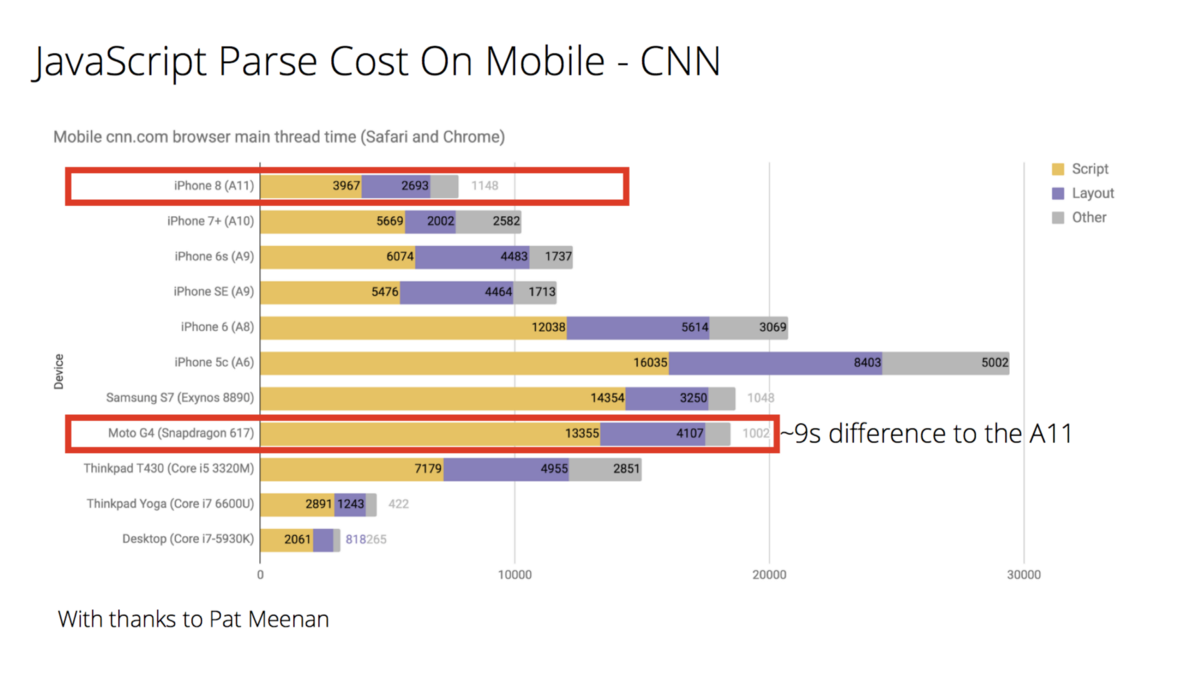 JavaScript Parse Cost On Mobile - CNN
Mobile cnn.com browser main thread time (Safari and Chrome)
Script
Layout
Other
Device
iPhone 8 (A11) 3967 2693 1148
iPhone 7+ (A10) 5669 2002 2582
iPhone 6s (A9) 6074 4483 1737
iPhone SE (A9) 5476 4464 1713
iPhone 6 (A8) 12038 5614 3069
iPhone 5c (A6) 16035 8403 5002
Samsung S7 (Exynos 8890) 14354 3250 1048
Moto G4 (Snapdragon 617) 13355 4107 1002 ~9s difference to the A11
Thinkpad T430 (Core i5 3320M) 7179 4955 2851
Thinkpad Yoga (Core i7 6600U) 2891 1243 422
Desktop (Core i7-5930K) 2061 818 265
0 10000 20000 30000
With thanks to Pat Meenan